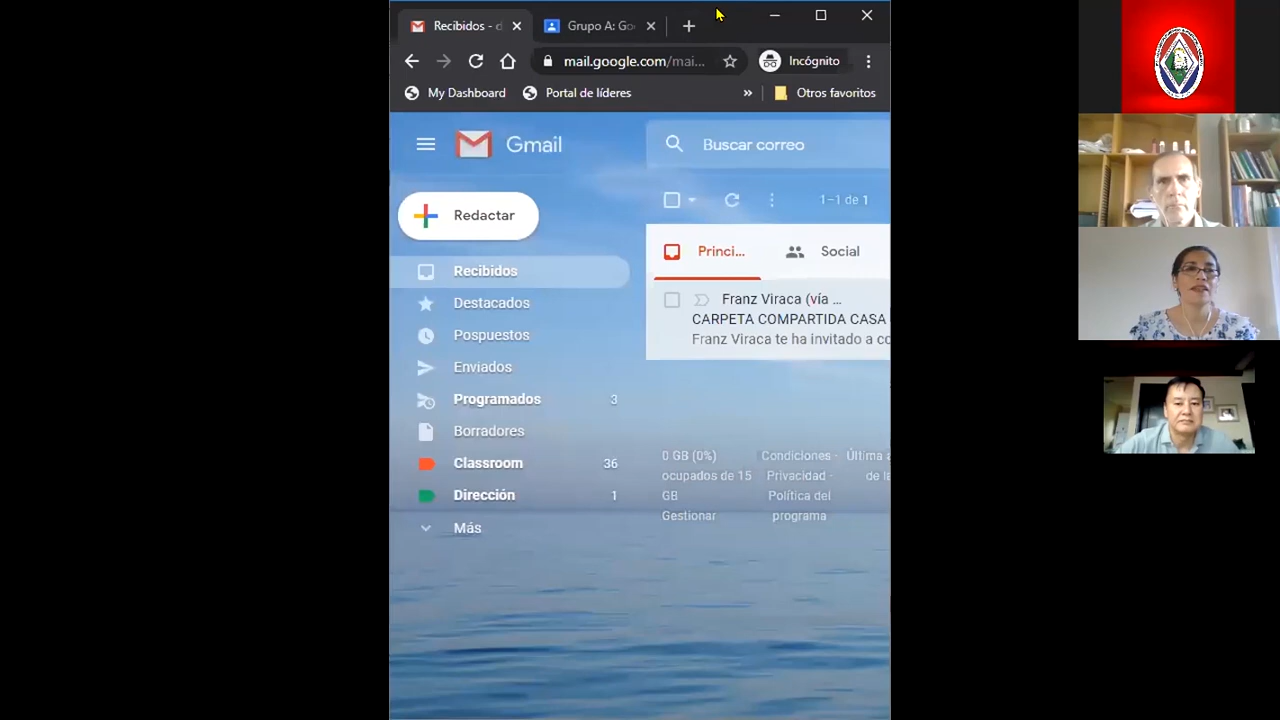 Recibidos - d
Grupo A: Go
mail.google.com/mai...
Incógnito
My Dashboard
Portal de líderes
»
Otros favoritos
Gmail
Buscar correo
Redactar
1–1 de 1
Princi...
Social
Recibidos
Franz Viraca (vía ...
CARPETA COMPARTIDA CASA
Franz Viraca te ha invitado a co
Destacados
Pospuestos
Enviados
Programados 3
Borradores
Classroom 36
Dirección 1
Más
0 GB (0%)
ocupados de 15
GB
Gestionar
Condiciones ·
Privacidad ·
Política del
programa
Última a
de la